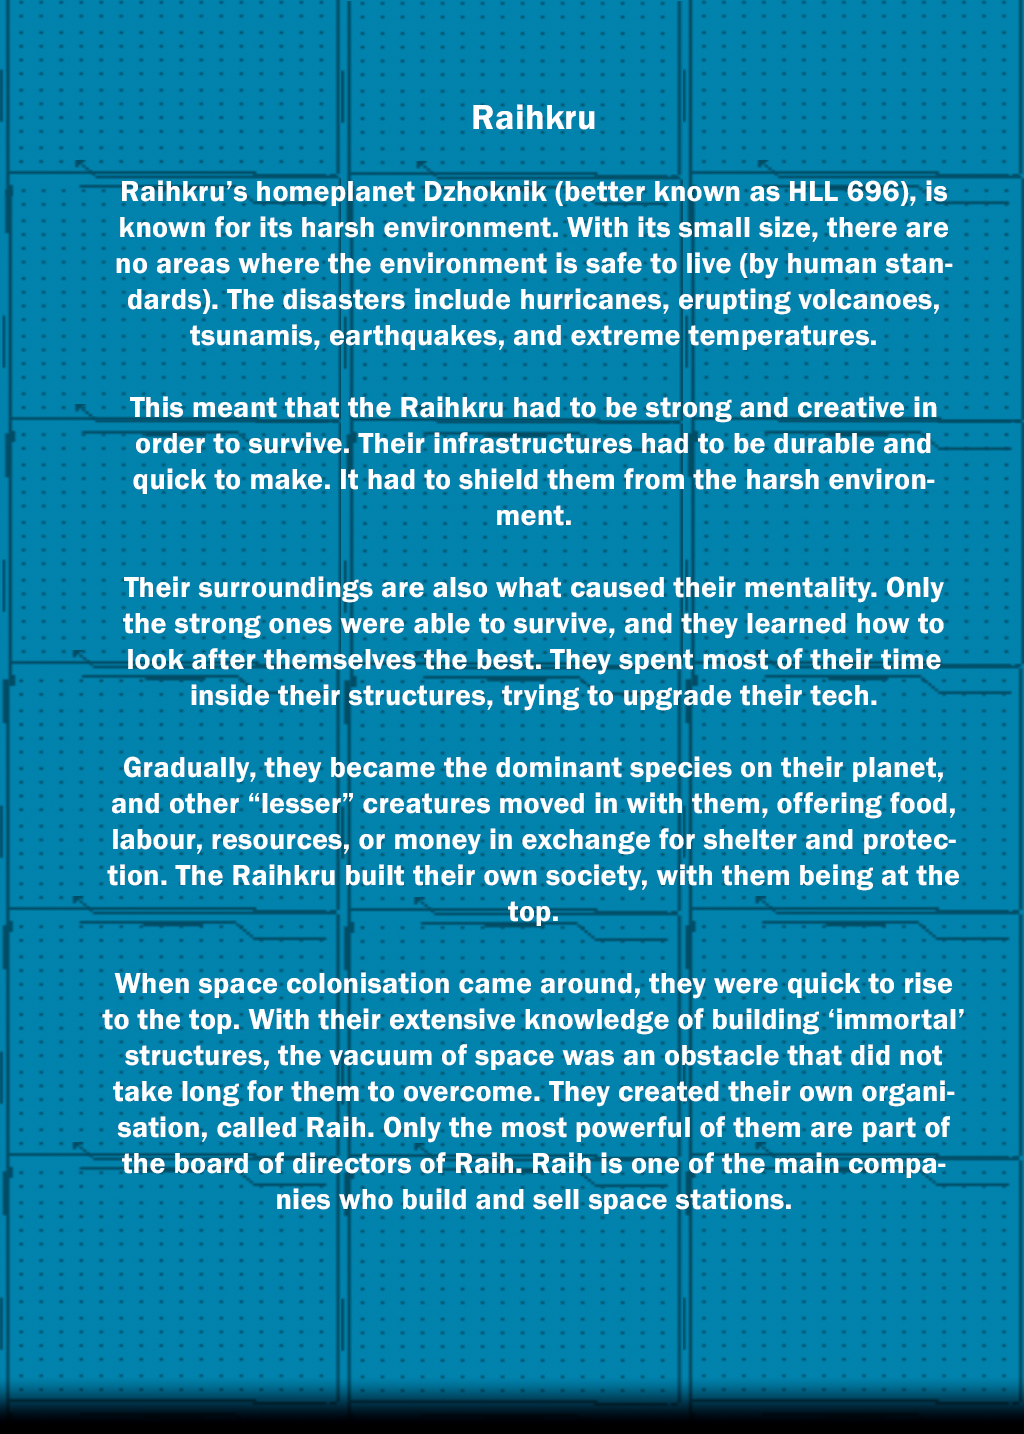 Raihkru
Raihkru’s homeplanet Dzhoknik (better known as HLL 696), is
known for its harsh environment. With its small size, there are
no areas where the environment is safe to live (by human stan-
dards). The disasters include hurricanes, erupting volcanoes,
tsunamis, earthquakes, and extreme temperatures.
This meant that the Raihkru had to be strong and creative in
order to survive. Their infrastructures had to be durable and
quick to make. It had to shield them from the harsh environ-
ment.
Their surroundings are also what caused their mentality. Only
the strong ones were able to survive, and they learned how to
look after themselves the best. They spent most of their time
inside their structures, trying to upgrade their tech.
Gradually, they became the dominant species on their planet,
and other “lesser” creatures moved in with them, offering food,
labour, resources, or money in exchange for shelter and protec-
tion. The Raihkru built their own society, with them being at the
top.
When space colonisation came around, they were quick to rise
to the top. With their extensive knowledge of building ‘immortal’
structures, the vacuum of space was an obstacle that did not
take long for them to overcome. They created their own organi-
sation, called Raih. Only the most powerful of them are part of
the board of directors of Raih. Raih is one of the main compa-
nies who build and sell space stations.